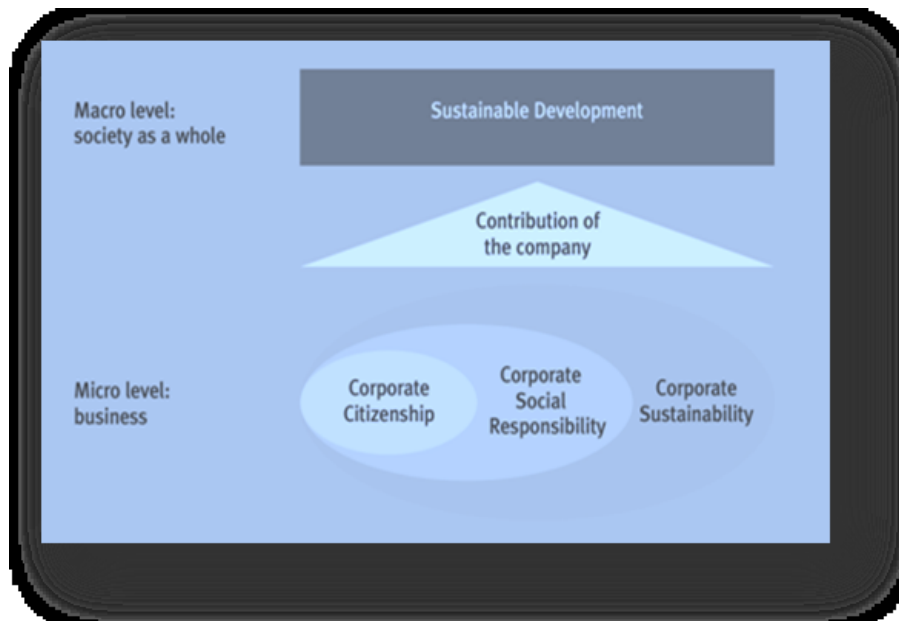 Macro level:
society as a whole
Sustainable Development
Contribution of
the company
Micro level:
business
Corporate
Citizenship
Corporate
Social
Responsibility
Corporate
Sustainability